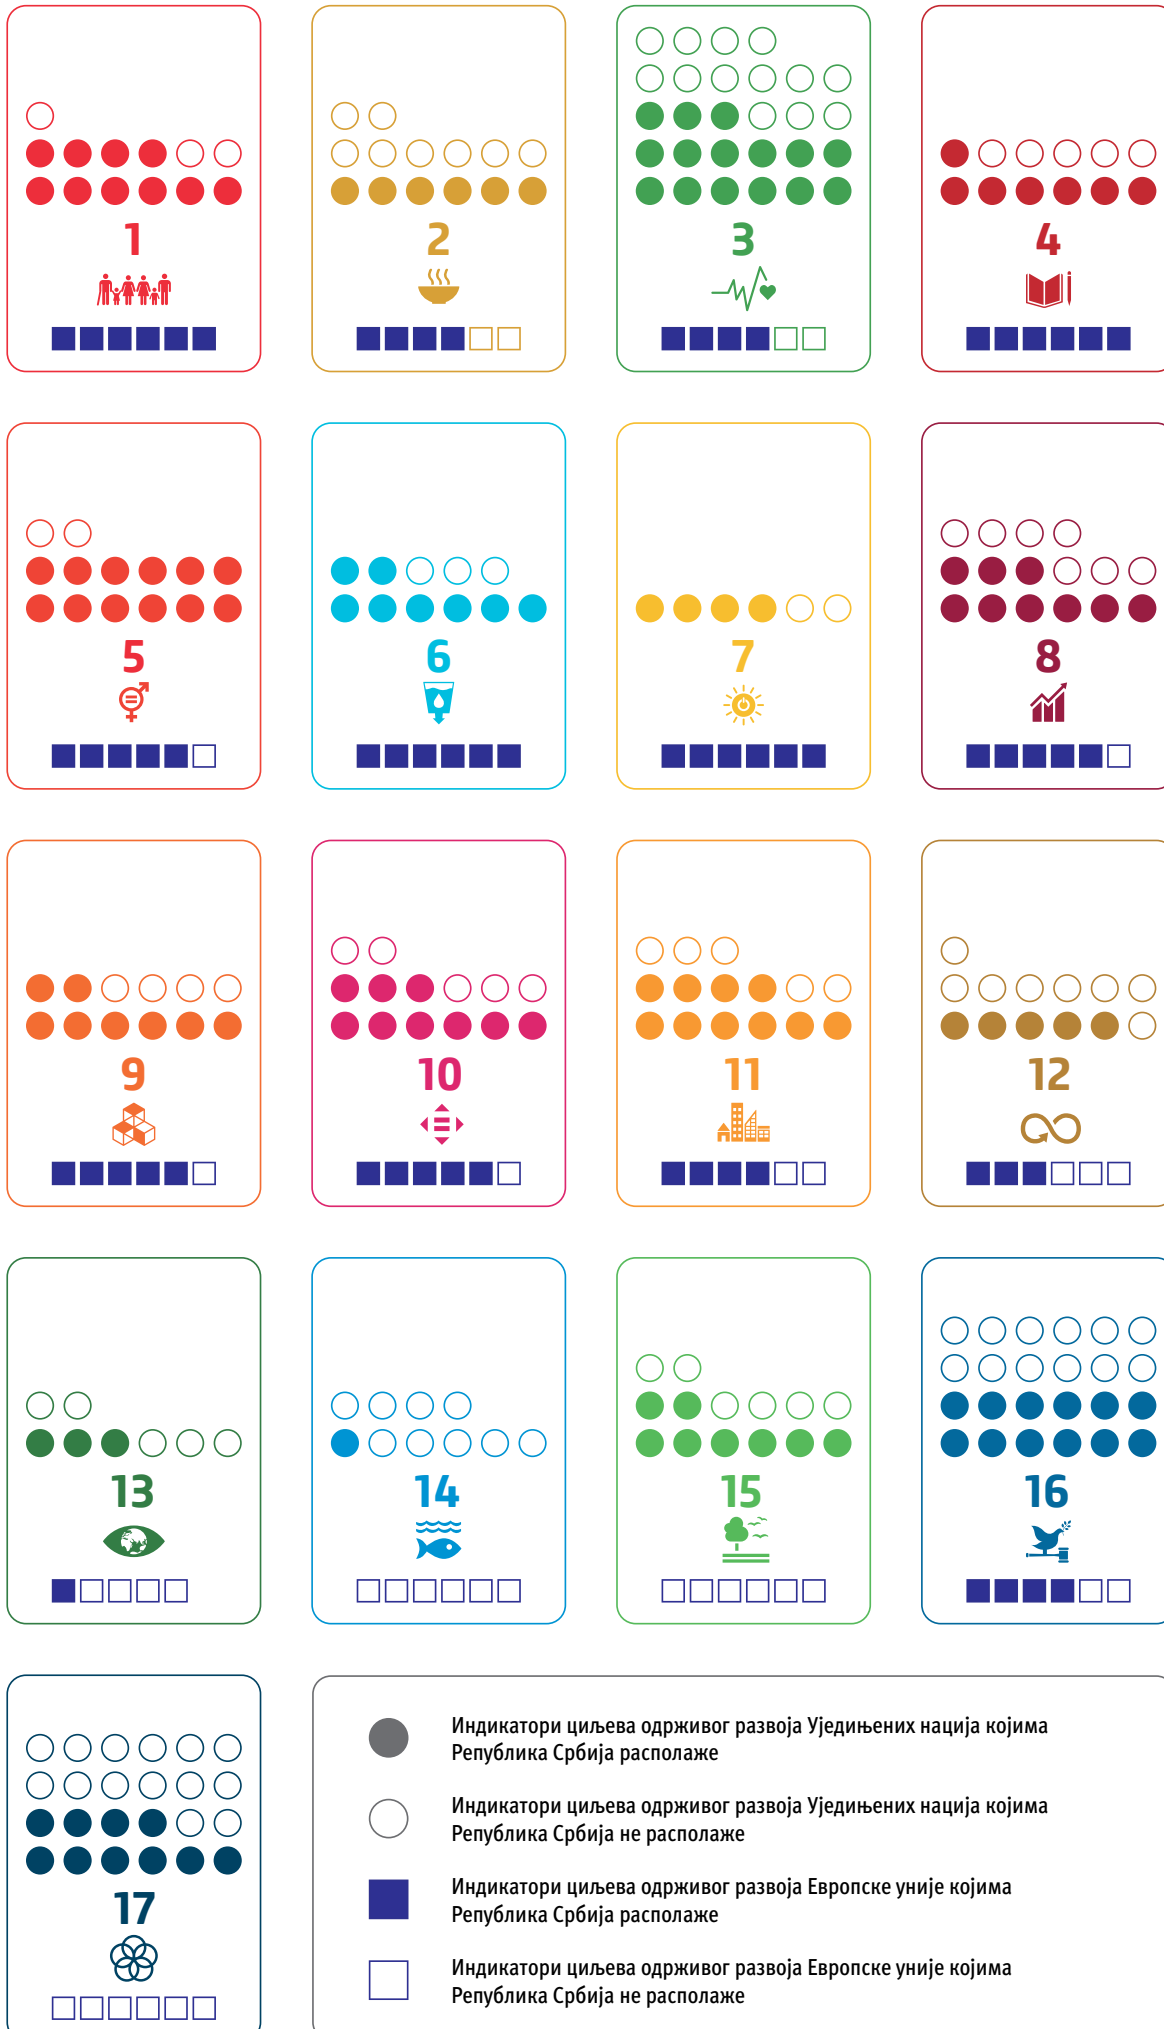 1
2
3
4
5
6
7
8
9
10
11
12
13
14
15
16
17
Индикатори циљева одрживог развоја Уједињених нација којима
Република Србија располаже
Индикатори циљева одрживог развоја Уједињених нација којима
Република Србија не располаже
Индикатори циљева одрживог развоја Европске уније којима
Република Србија располаже
Индикатори циљева одрживог развоја Европске уније којима
Република Србија не располаже